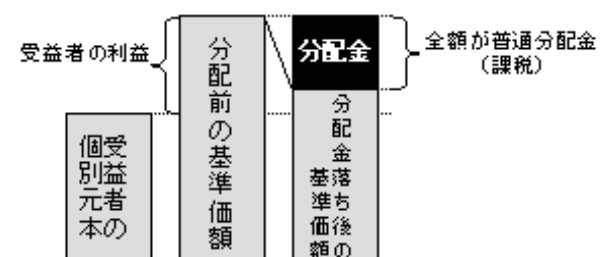 受益者の利益
分配前の基準価額
分配金
全額が普通分配金
（課税）
受益者の
個別元本
分配金落ち後の
基準価額